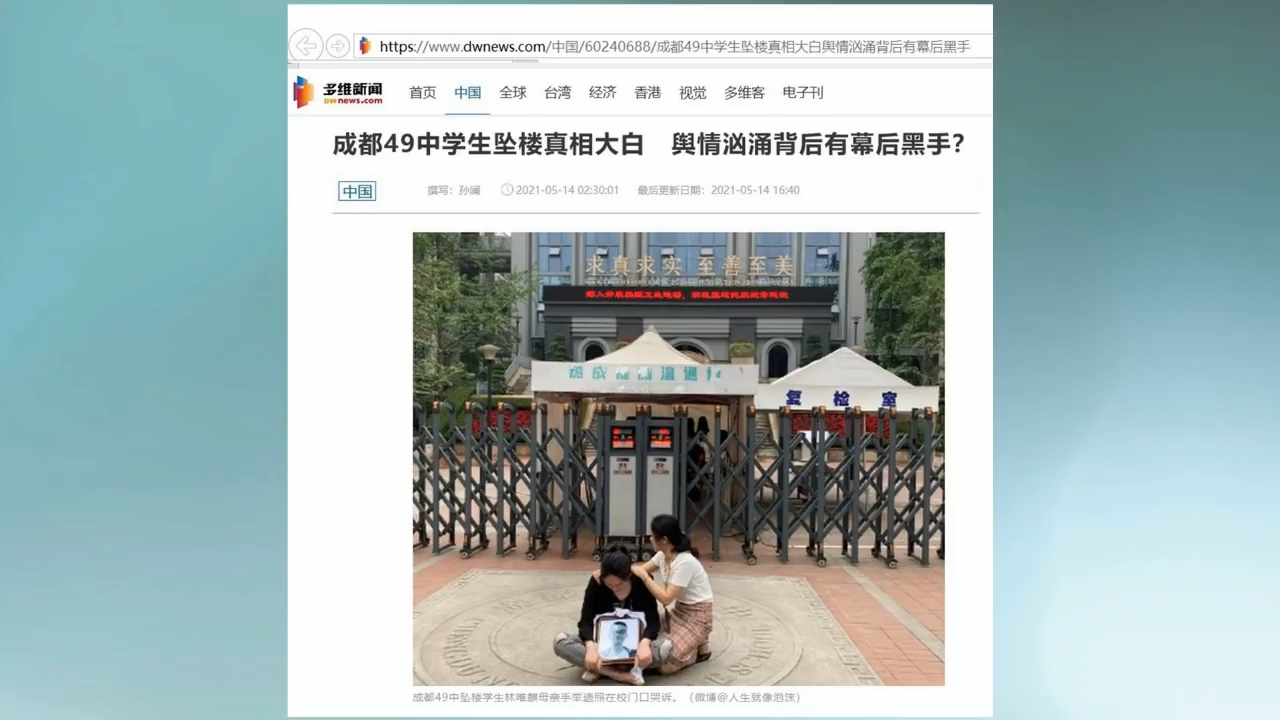 https://www.dwnews.com/中国/60240688/成都49中学生坠楼真相大白舆情汹涌背后有幕后黑手
多维新闻
DWnews.com
首页 中国 全球 台湾 经济 香港 视觉 多维客 电子刊
成都49中学生坠楼真相大白 舆情汹涌背后有幕后黑手？
中国
撰写：孙澜 2021-05-14 02:30:01 最后更新日期：2021-05-14 16:40
求真求实 至善至美
复检室
成都49中坠楼学生林唯麒母亲手举遗照在校门口哭诉。（微博@人生就像泡沫）